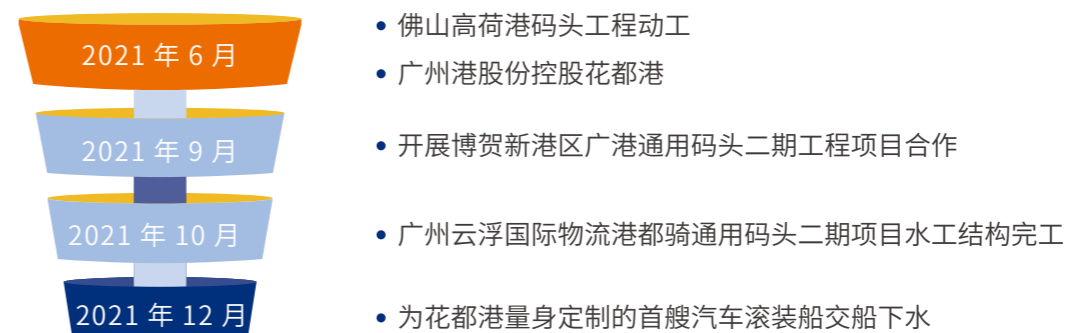 2021 年 6 月
• 佛山高荷港码头工程动工
• 广州港股份控股花都港
2021 年 9 月
• 开展博贺新港区广港通用码头二期工程项目合作
2021 年 10 月
• 广州云浮国际物流港都骑通用码头二期项目水工结构完工
2021 年 12 月
• 为花都港量身定制的首艘汽车滚装船交船下水